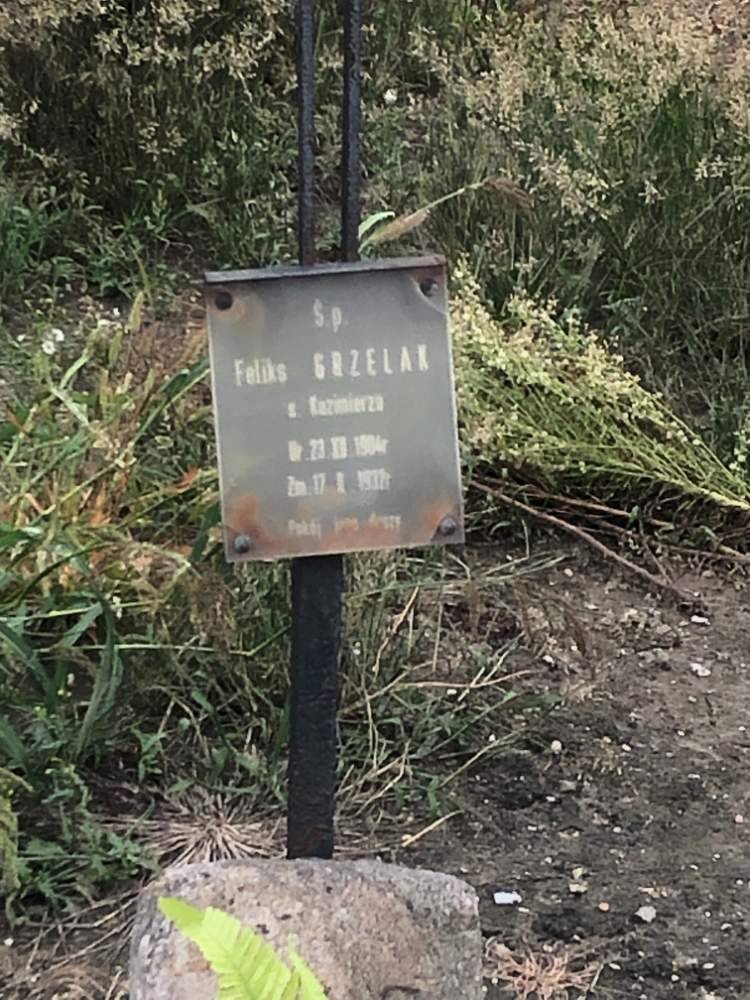 Ś.p.
Feliks GRZELAK
s. Kazimierza
Ur. 23 XII 1904r
Zm. 17 II 1932r
Pokój jego duszy